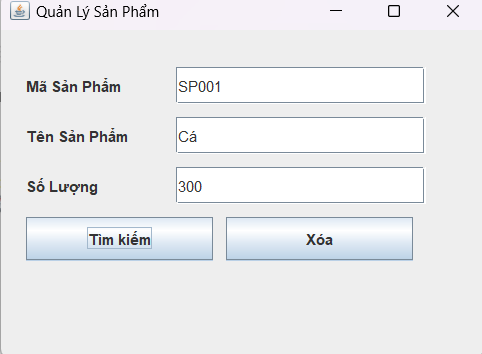 Quản Lý Sản Phẩm
Mã Sản Phẩm SP001
Tên Sản Phẩm Cá
Số Lượng 300
Tìm kiếm Xóa